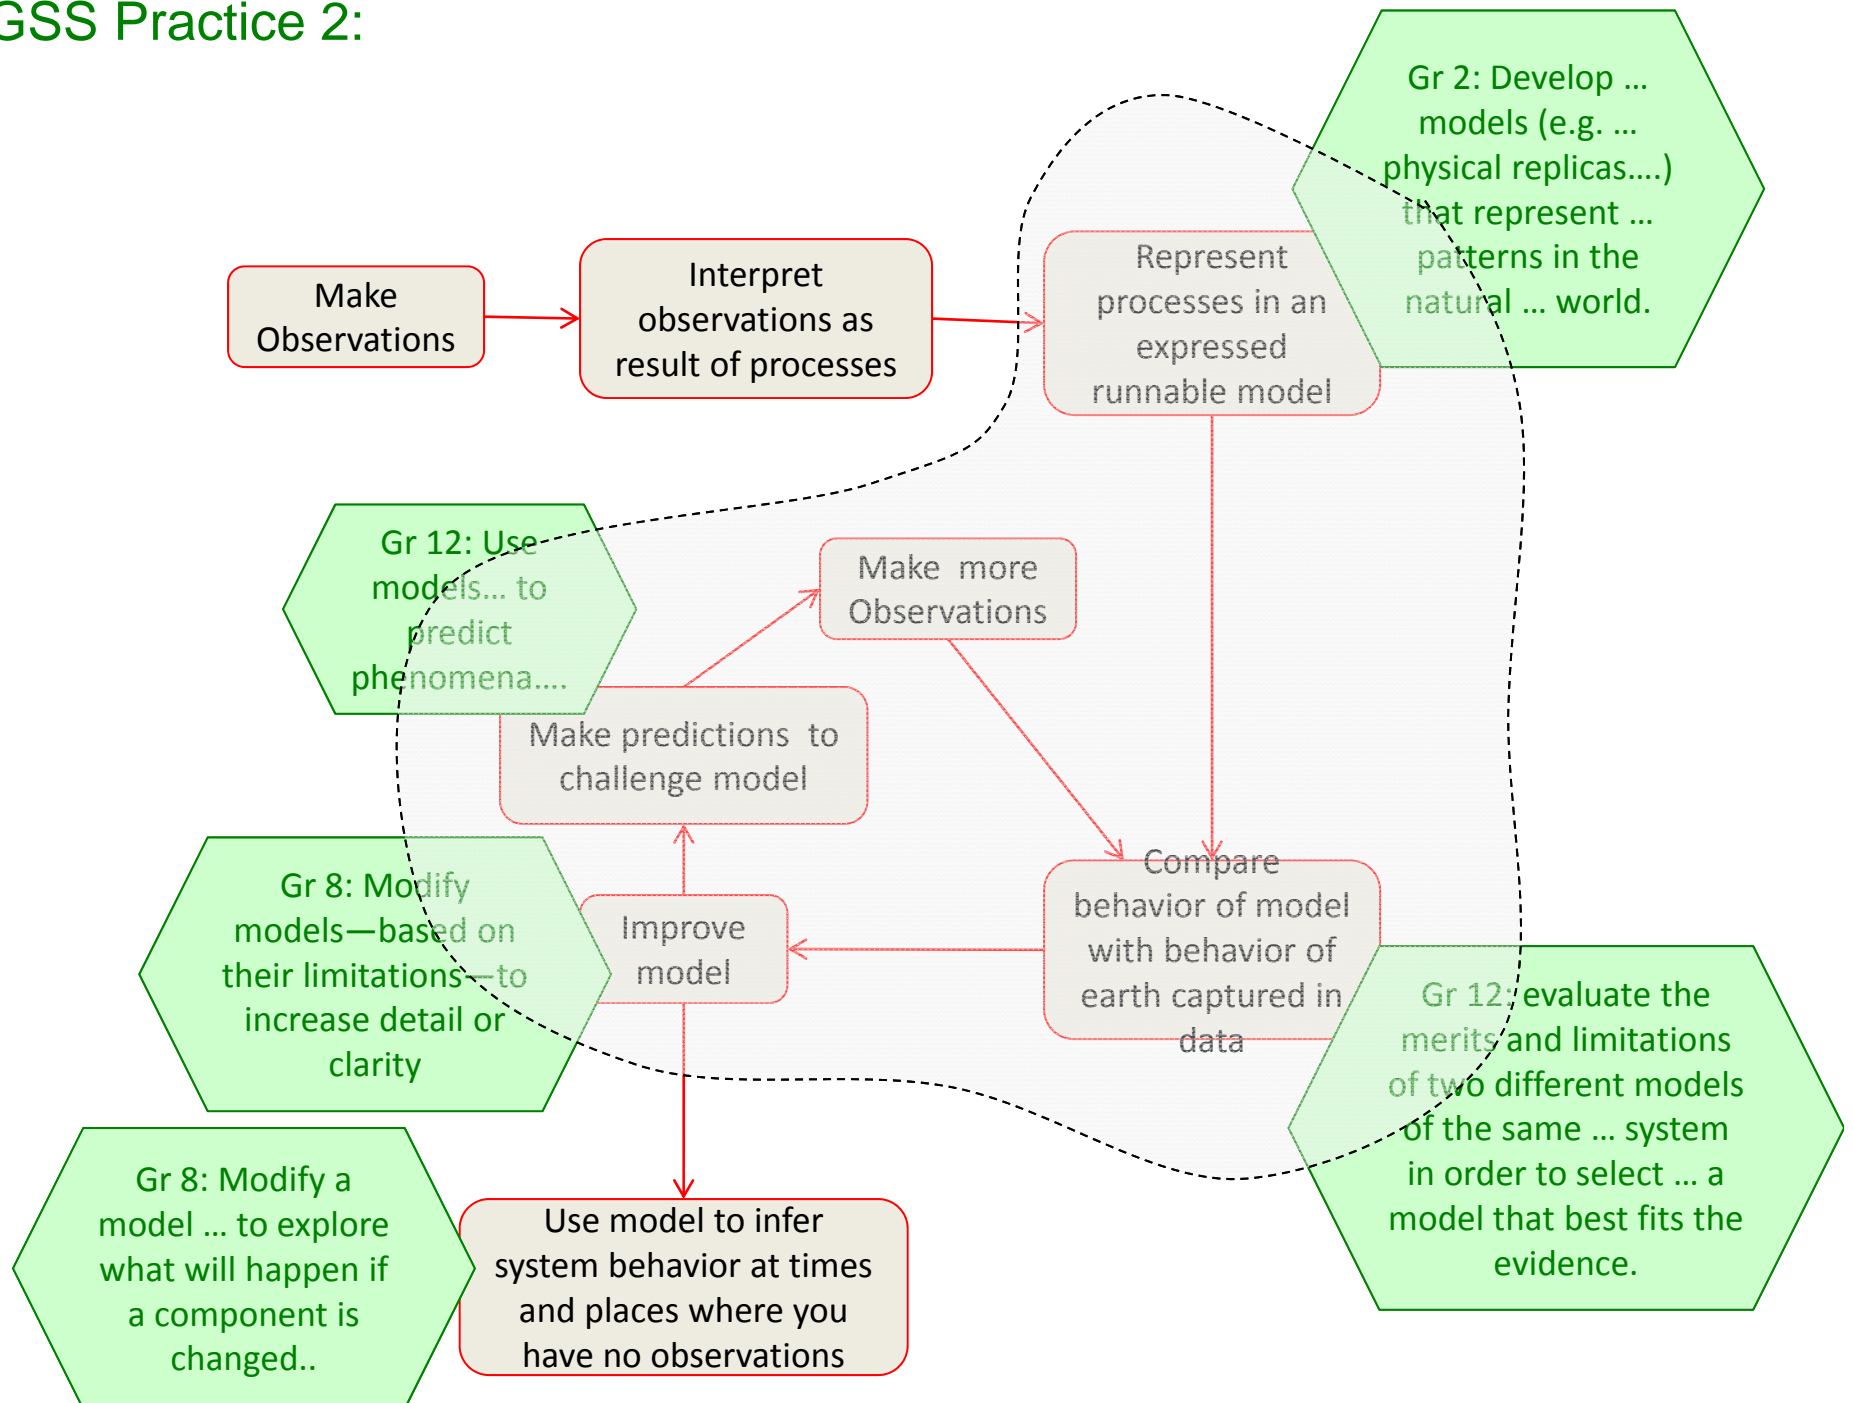 GSS Practice 2:
Gr 2: Develop …
models (e.g. …
physical replicas….)
that represent …
patterns in the
natural … world.
Make
Observations
Interpret
observations as
result of processes
Represent
processes in an
expressed
runnable model
Gr 12: Use
models… to
predict
phenomena….
Make  more
Observations
Make predictions  to
challenge model
Gr 8: Modify
models—based on
their limitations—to
increase detail or
clarity
Improve
model
Compare
behavior of model
with behavior of
earth captured in
data
Gr 12: evaluate the
merits and limitations
of two different models
of the same … system
in order to select … a
model that best fits the
evidence.
Gr 8: Modify a
model … to explore
what will happen if
a component is
changed..
Use model to infer
system behavior at times
and places where you
have no observations